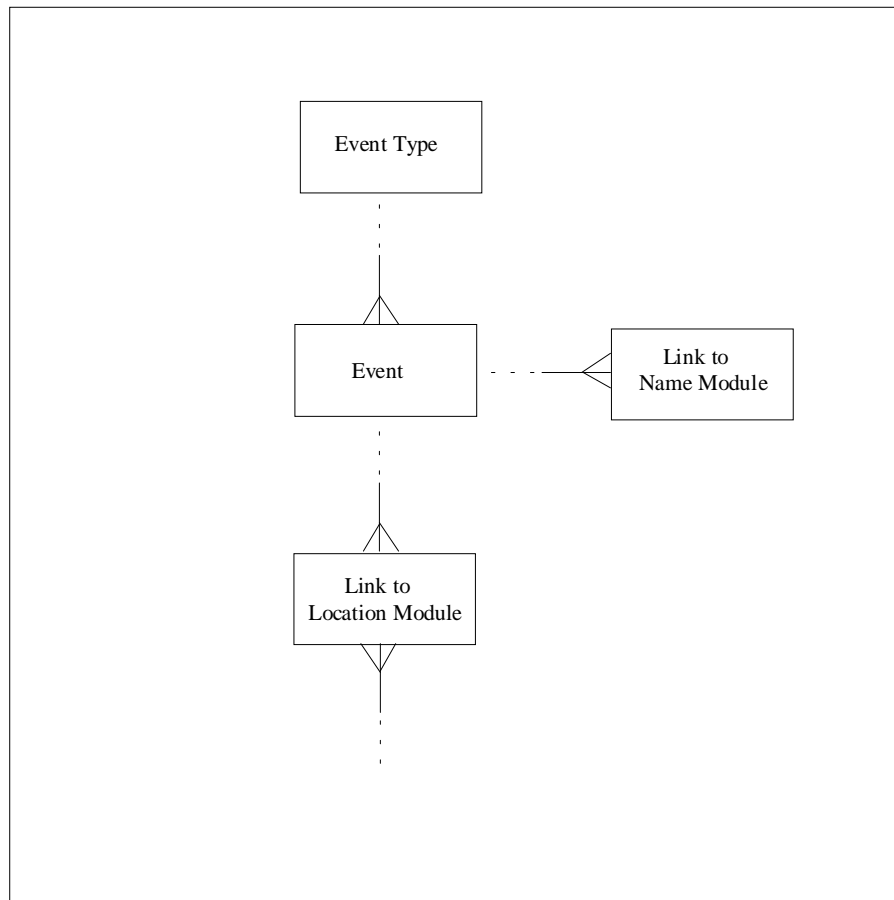 Event Type
Event
Link to
Name Module
Link to
Location Module